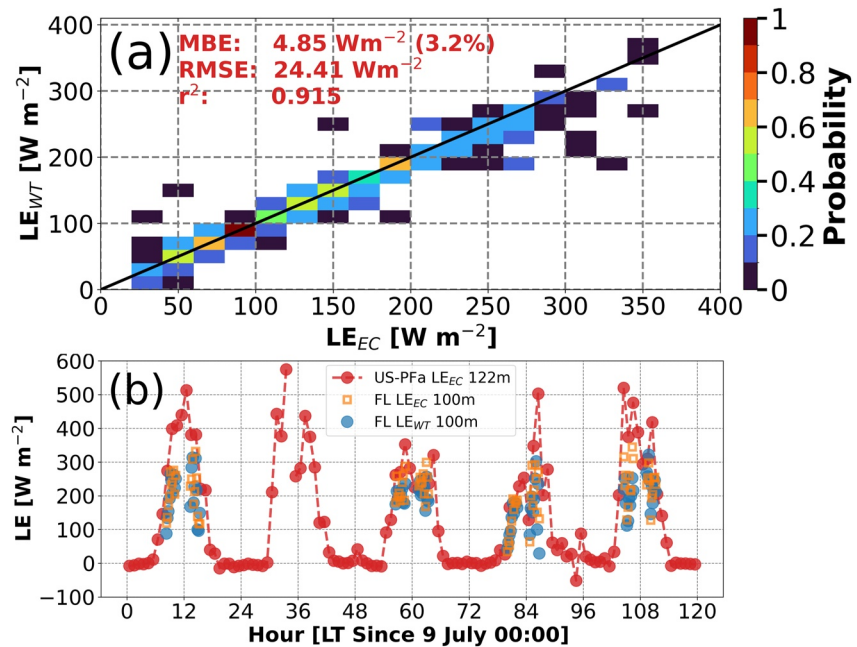 (a)
MBE: 4.85 Wm⁻² (3.2%)
RMSE: 24.41 Wm⁻²
r²: 0.915
LE_WT [W m⁻²]
400
300
200
100
0
0 50 100 150 200 250 300 350 400
LE_EC [W m⁻²]
1
0.8
0.6
0.4
0.2
0
Probability
(b)
US-PFa LE_EC 122m
FL LE_EC 100m
FL LE_WT 100m
LE [W m⁻²]
600
500
400
300
200
100
0
−100
0 12 24 36 48 60 72 84 96 108 120
Hour [LT Since 9 July 00:00]